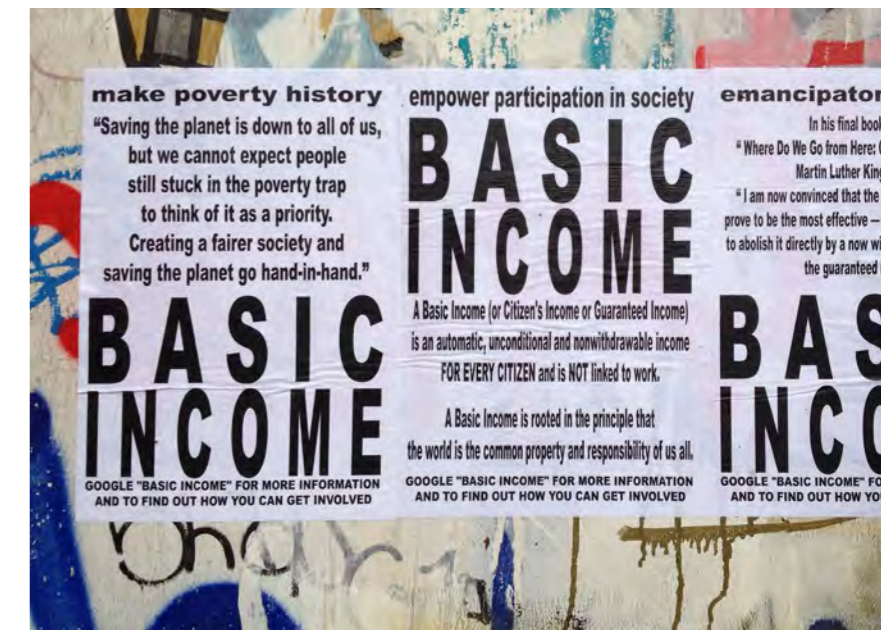 make poverty history
“Saving the planet is down to all of us,
but we cannot expect people
still stuck in the poverty trap
to think of it as a priority.
Creating a fairer society and
saving the planet go hand-in-hand.”
BASIC
INCOME
GOOGLE "BASIC INCOME" FOR MORE INFORMATION
AND TO FIND OUT HOW YOU CAN GET INVOLVED
empower participation in society
BASIC
INCOME
A Basic Income (or Citizen's Income or Guaranteed Income)
is an automatic, unconditional and nonwithdrawable income
FOR EVERY CITIZEN and is NOT linked to work.
A Basic Income is rooted in the principle that
the world is the common property and responsibility of us all.
GOOGLE "BASIC INCOME" FOR MORE INFORMATION
AND TO FIND OUT HOW YOU CAN GET INVOLVED
emancipator
In his final book
“ Where Do We Go from Here:
Martin Luther King
“ I am now convinced that the
prove to be the most effective —
to abolish it directly by a now wi
the guaranteed
BAS
INCO
GOOGLE "BASIC INCOME" FO
AND TO FIND OUT HOW YOU